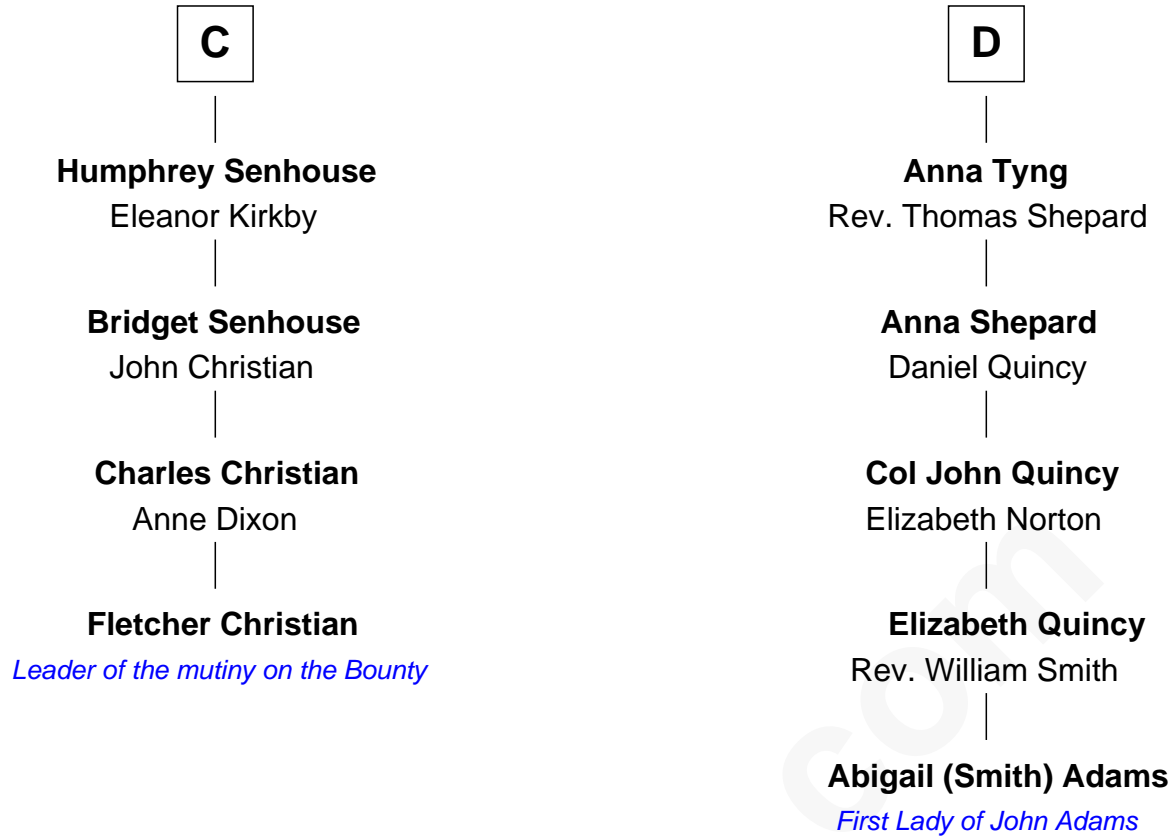 C
Humphrey Senhouse
Eleanor Kirkby
Bridget Senhouse
John Christian
Charles Christian
Anne Dixon
Fletcher Christian
Leader of the mutiny on the Bounty
D
Anna Tyng
Rev. Thomas Shepard
Anna Shepard
Daniel Quincy
Col John Quincy
Elizabeth Norton
Elizabeth Quincy
Rev. William Smith
Abigail (Smith) Adams
First Lady of John Adams
com